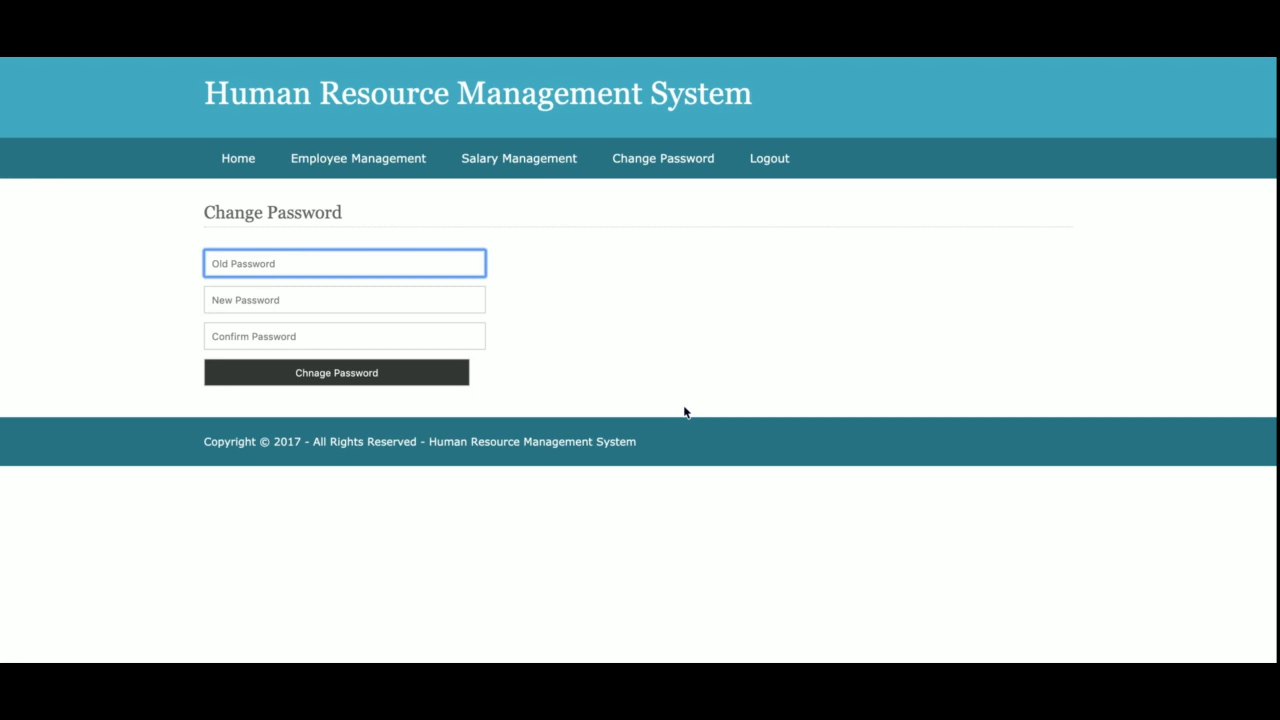 Human Resource Management System
Home Employee Management Salary Management Change Password Logout
Change Password
Old Password
New Password
Confirm Password
Chnage Password
Copyright © 2017 - All Rights Reserved - Human Resource Management System